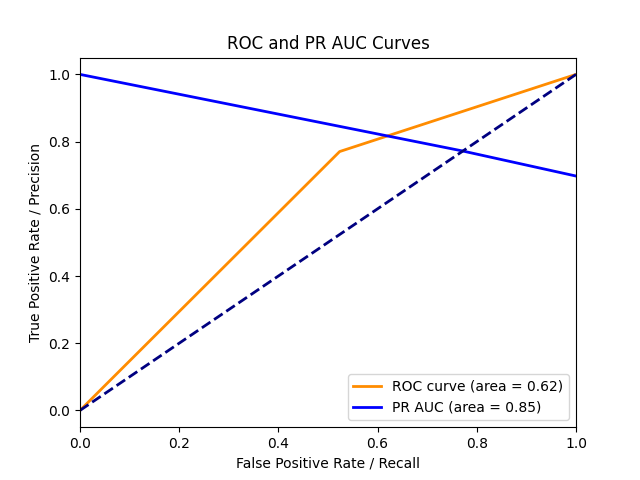 ROC and PR AUC Curves
True Positive Rate / Precision
1.0
0.8
0.6
0.4
0.2
0.0
ROC curve (area = 0.62)
PR AUC (area = 0.85)
0.0 0.2 0.4 0.6 0.8 1.0
False Positive Rate / Recall